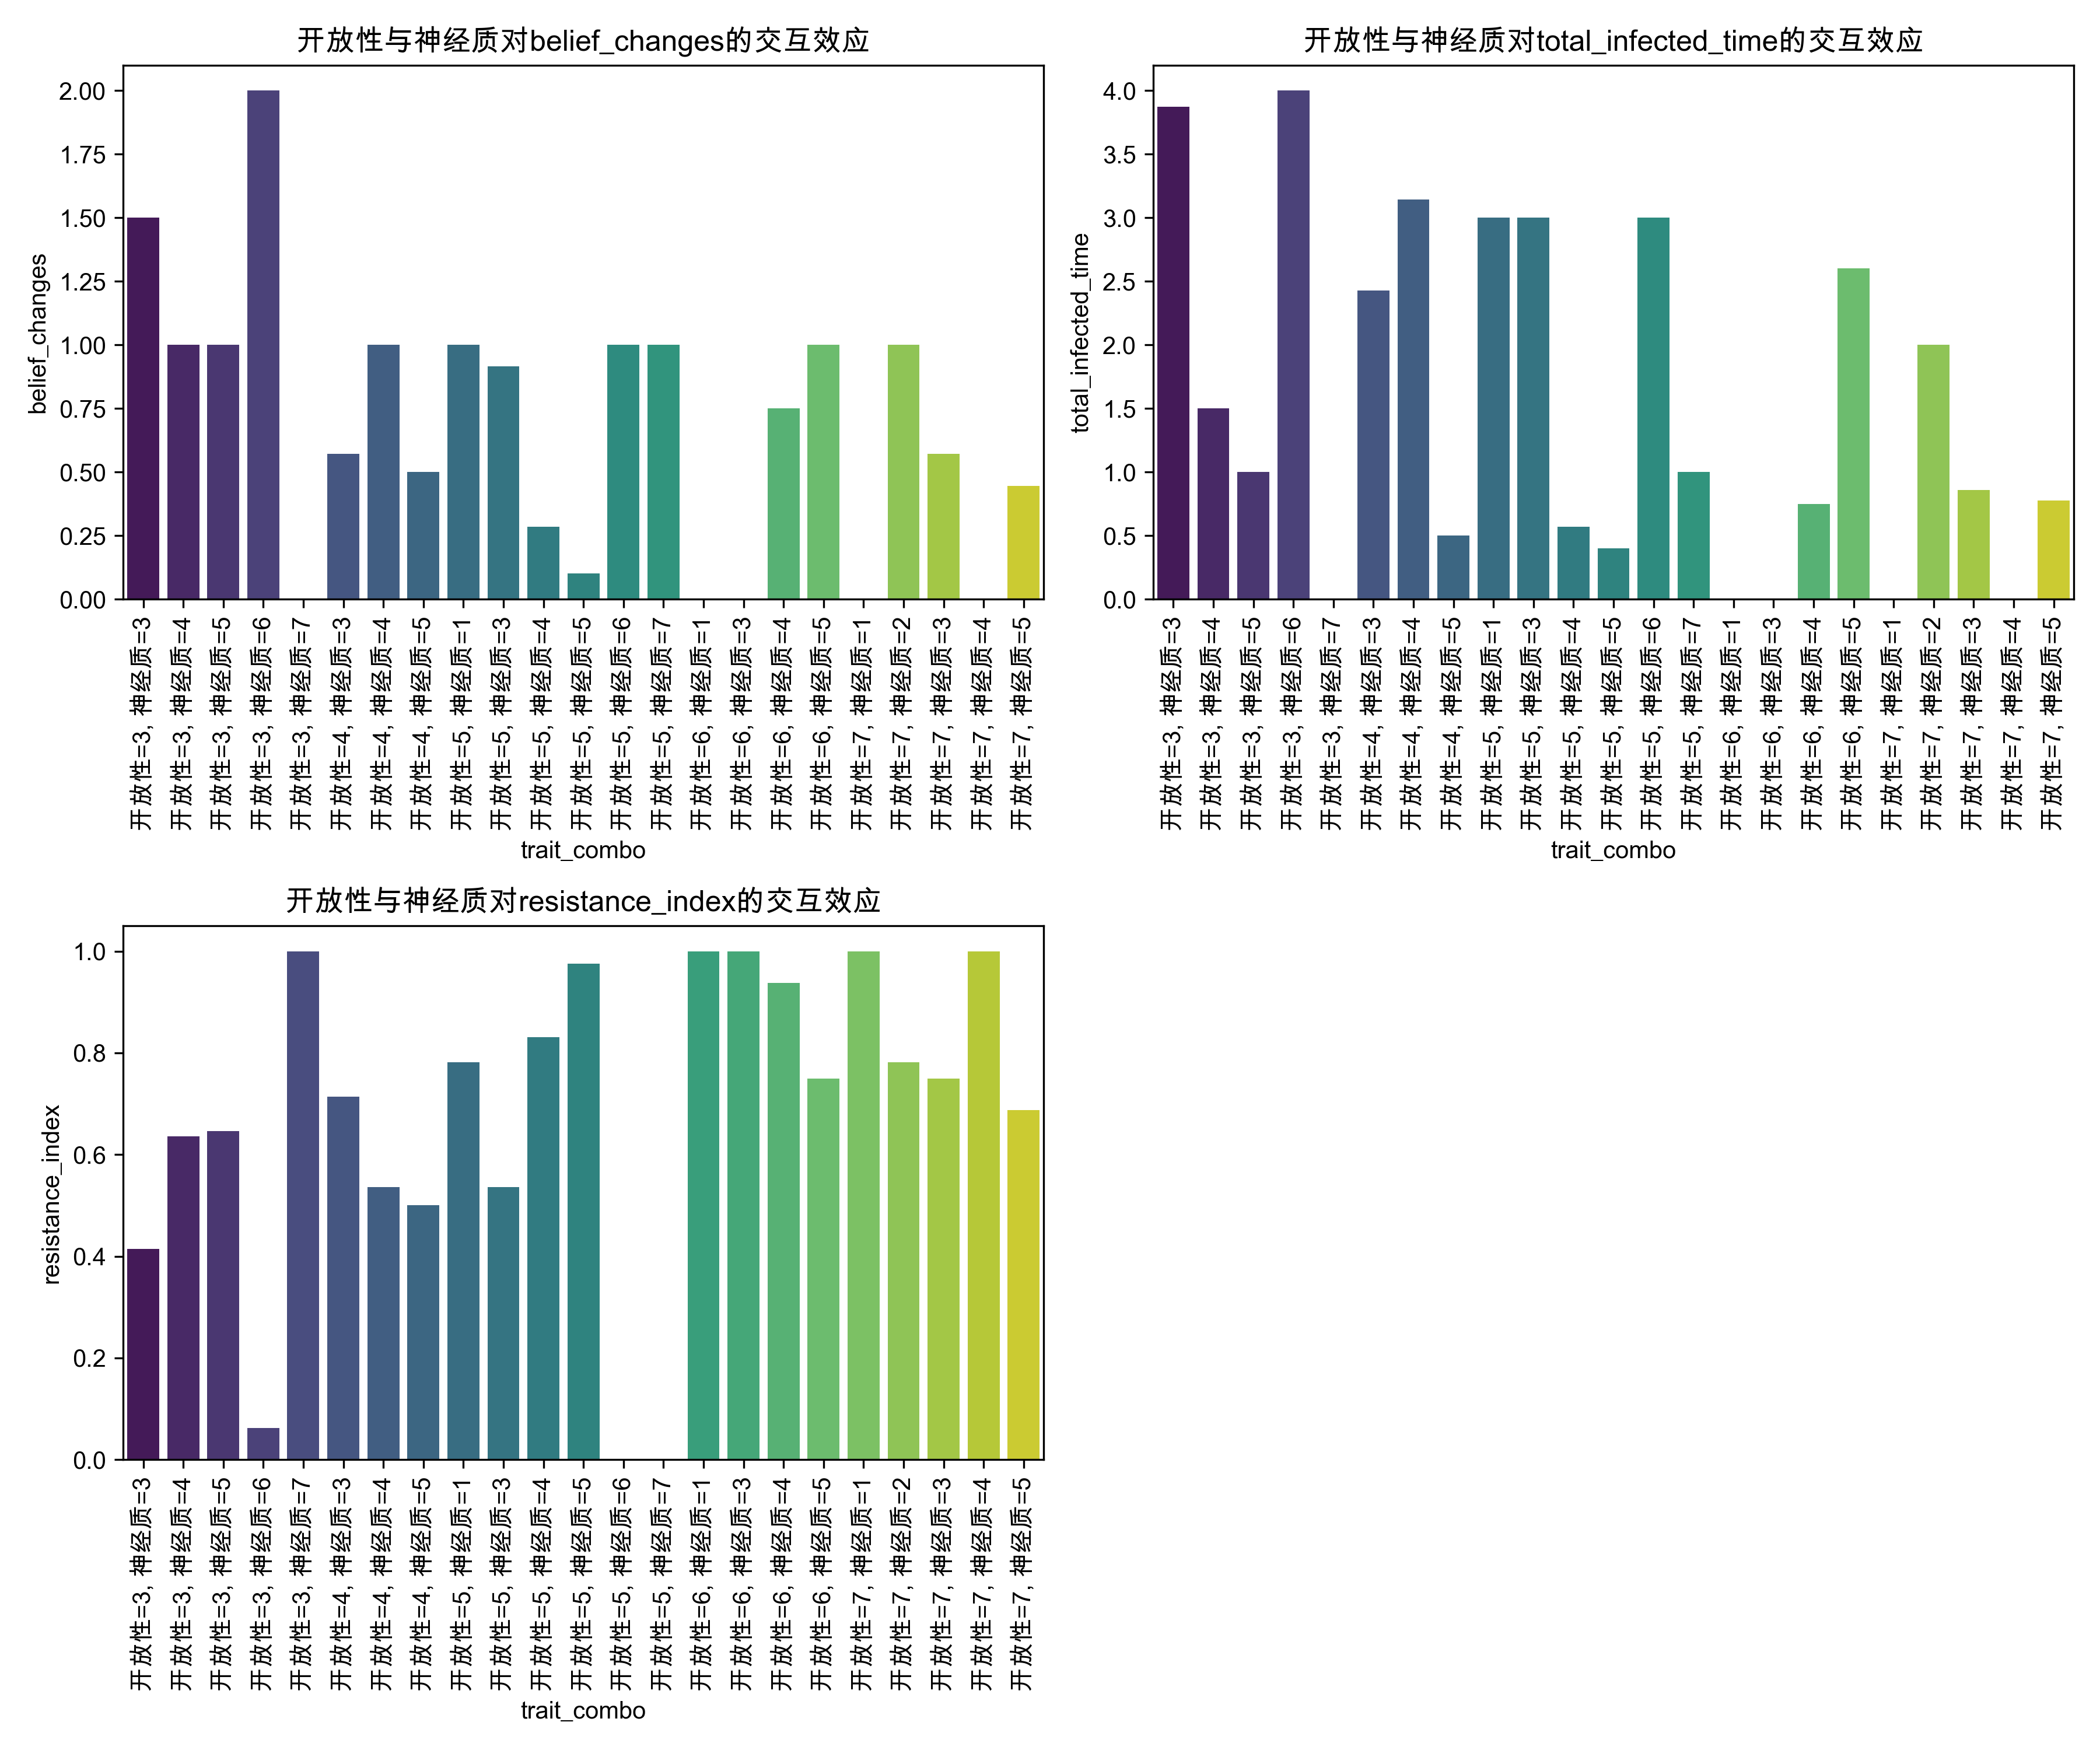 开放性与神经质对belief_changes的交互效应
belief_changes
2.00
1.75
1.50
1.25
1.00
0.75
0.50
0.25
0.00
开放性=3, 神经质=3
开放性=3, 神经质=4
开放性=3, 神经质=5
开放性=3, 神经质=6
开放性=3, 神经质=7
开放性=4, 神经质=3
开放性=4, 神经质=4
开放性=4, 神经质=5
开放性=5, 神经质=1
开放性=5, 神经质=3
开放性=5, 神经质=4
开放性=5, 神经质=5
开放性=5, 神经质=6
开放性=5, 神经质=7
开放性=6, 神经质=1
开放性=6, 神经质=3
开放性=6, 神经质=4
开放性=6, 神经质=5
开放性=7, 神经质=1
开放性=7, 神经质=2
开放性=7, 神经质=3
开放性=7, 神经质=4
开放性=7, 神经质=5
trait_combo
开放性与神经质对total_infected_time的交互效应
total_infected_time
4.0
3.5
3.0
2.5
2.0
1.5
1.0
0.5
0.0
开放性=3, 神经质=3
开放性=3, 神经质=4
开放性=3, 神经质=5
开放性=3, 神经质=6
开放性=3, 神经质=7
开放性=4, 神经质=3
开放性=4, 神经质=4
开放性=4, 神经质=5
开放性=5, 神经质=1
开放性=5, 神经质=3
开放性=5, 神经质=4
开放性=5, 神经质=5
开放性=5, 神经质=6
开放性=5, 神经质=7
开放性=6, 神经质=1
开放性=6, 神经质=3
开放性=6, 神经质=4
开放性=6, 神经质=5
开放性=7, 神经质=1
开放性=7, 神经质=2
开放性=7, 神经质=3
开放性=7, 神经质=4
开放性=7, 神经质=5
trait_combo
开放性与神经质对resistance_index的交互效应
resistance_index
1.0
0.8
0.6
0.4
0.2
0.0
开放性=3, 神经质=3
开放性=3, 神经质=4
开放性=3, 神经质=5
开放性=3, 神经质=6
开放性=3, 神经质=7
开放性=4, 神经质=3
开放性=4, 神经质=4
开放性=4, 神经质=5
开放性=5, 神经质=1
开放性=5, 神经质=3
开放性=5, 神经质=4
开放性=5, 神经质=5
开放性=5, 神经质=6
开放性=5, 神经质=7
开放性=6, 神经质=1
开放性=6, 神经质=3
开放性=6, 神经质=4
开放性=6, 神经质=5
开放性=7, 神经质=1
开放性=7, 神经质=2
开放性=7, 神经质=3
开放性=7, 神经质=4
开放性=7, 神经质=5
trait_combo